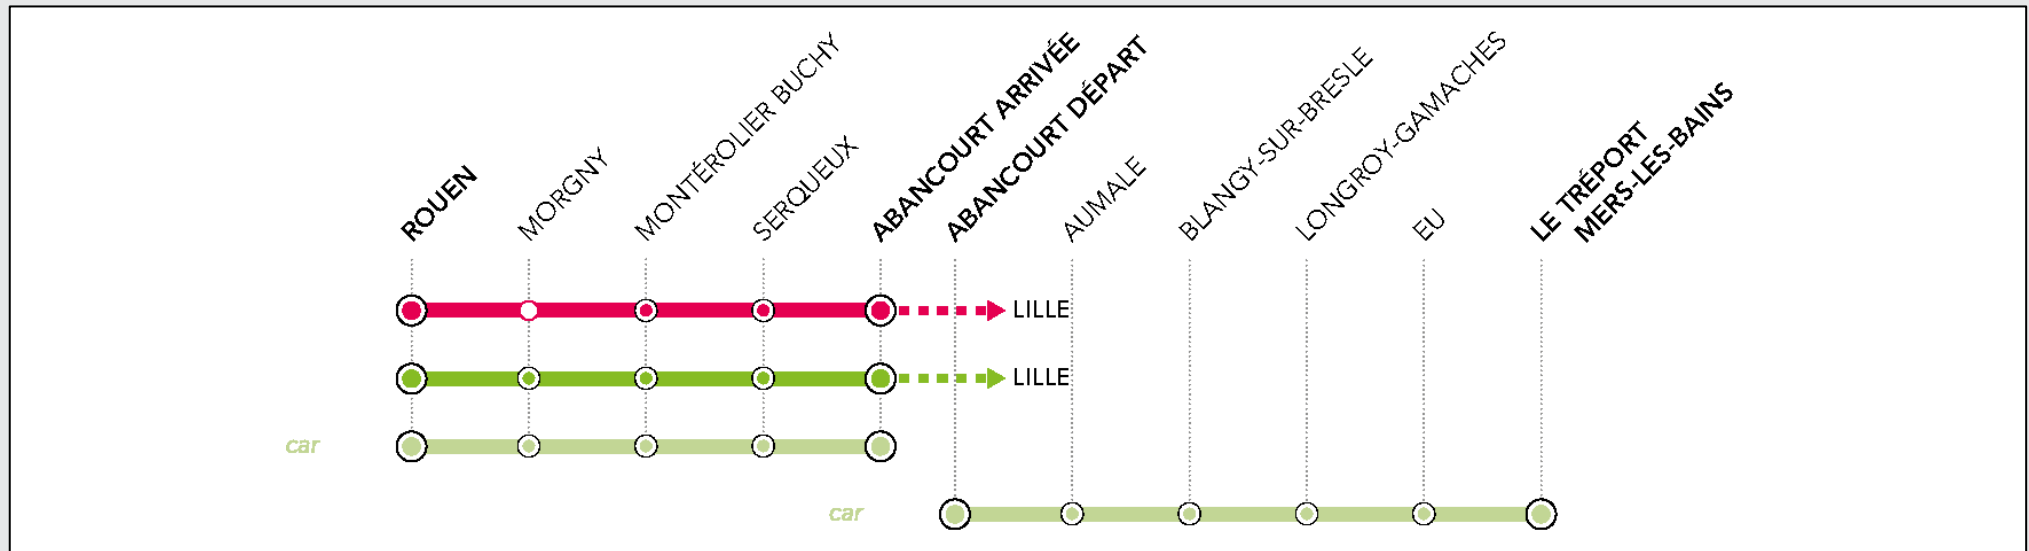 ROUEN
MORGNY
MONTÉROLIER BUCHY
SERQUEUX
ABANCOURT ARRIVÉE
ABANCOURT DÉPART
AUMALE
BLANGY-SUR-BRESLE
LONGROY-GAMACHES
EU
LE TRÉPORT
MERS-LES-BAINS
LILLE
LILLE
car
car